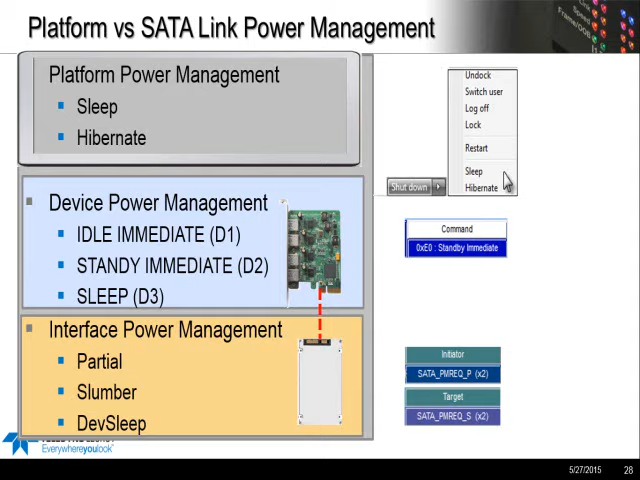 Platform vs SATA Link Power Management
Platform Power Management
Sleep
Hibernate
Device Power Management
IDLE IMMEDIATE (D1)
STANDY IMMEDIATE (D2)
SLEEP (D3)
Interface Power Management
Partial
Slumber
DevSleep
Undock
Switch user
Log off
Lock
Restart
Sleep
Hibernate
Shut down
Command
0xE0 : Standby Immediate
Initiator
SATA_PMREQ_P (x2)
Target
SATA_PMREQ_S (x2)
Everywhereyoulook
5/27/2015
28